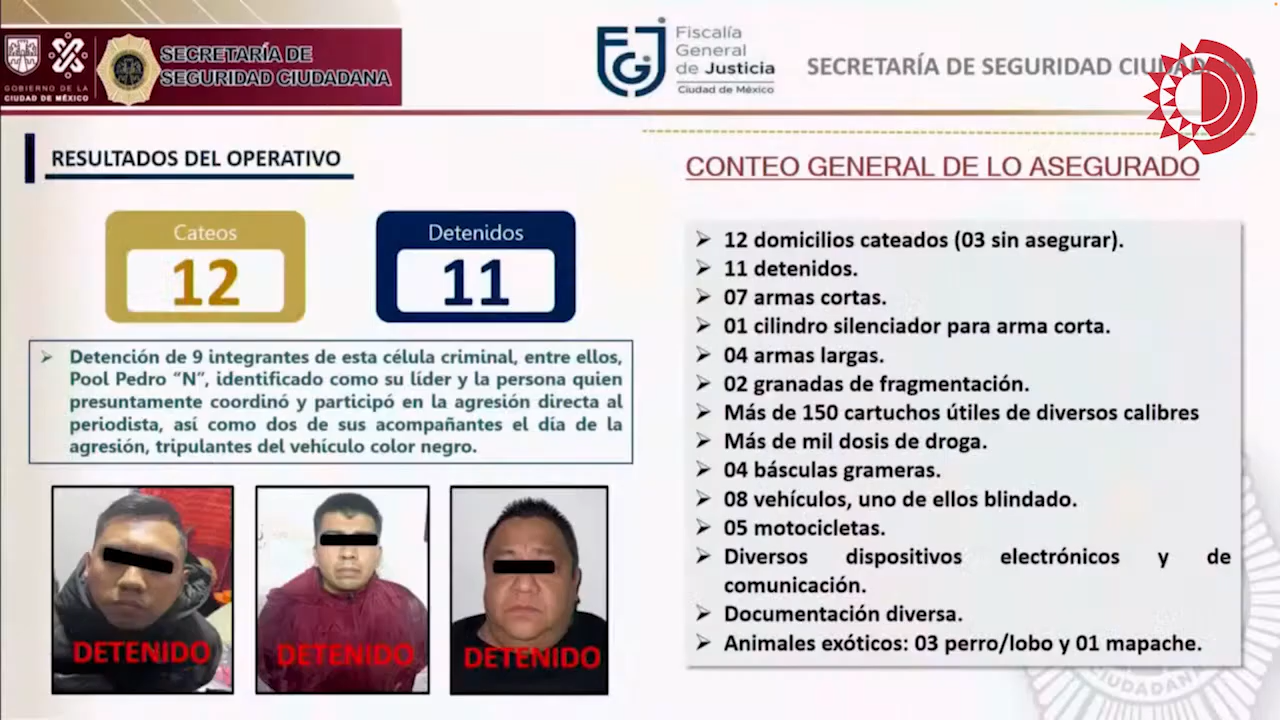 GOBIERNO DE LA
CIUDAD DE MÉXICO
SECRETARÍA DE
SEGURIDAD CIUDADANA
Fiscalía
General
de Justicia
Ciudad de México
SECRETARÍA DE SEGURIDAD CIUDADANA
RESULTADOS DEL OPERATIVO
Cateos
12
Detenidos
11
➤ Detención de 9 integrantes de esta célula criminal, entre ellos,
Pool Pedro “N”, identificado como su líder y la persona quien
presuntamente coordinó y participó en la agresión directa al
periodista, así como dos de sus acompañantes el día de la
agresión, tripulantes del vehículo color negro.
DETENIDO
DETENIDO
DETENIDO
CONTEO GENERAL DE LO ASEGURADO
➤ 12 domicilios cateados (03 sin asegurar).
➤ 11 detenidos.
➤ 07 armas cortas.
➤ 01 cilindro silenciador para arma corta.
➤ 04 armas largas.
➤ 02 granadas de fragmentación.
➤ Más de 150 cartuchos útiles de diversos calibres
➤ Más de mil dosis de droga.
➤ 04 básculas grameras.
➤ 08 vehículos, uno de ellos blindado.
➤ 05 motocicletas.
➤ Diversos dispositivos electrónicos y de
comunicación.
➤ Documentación diversa.
➤ Animales exóticos: 03 perro/lobo y 01 mapache.
CIUDADANA